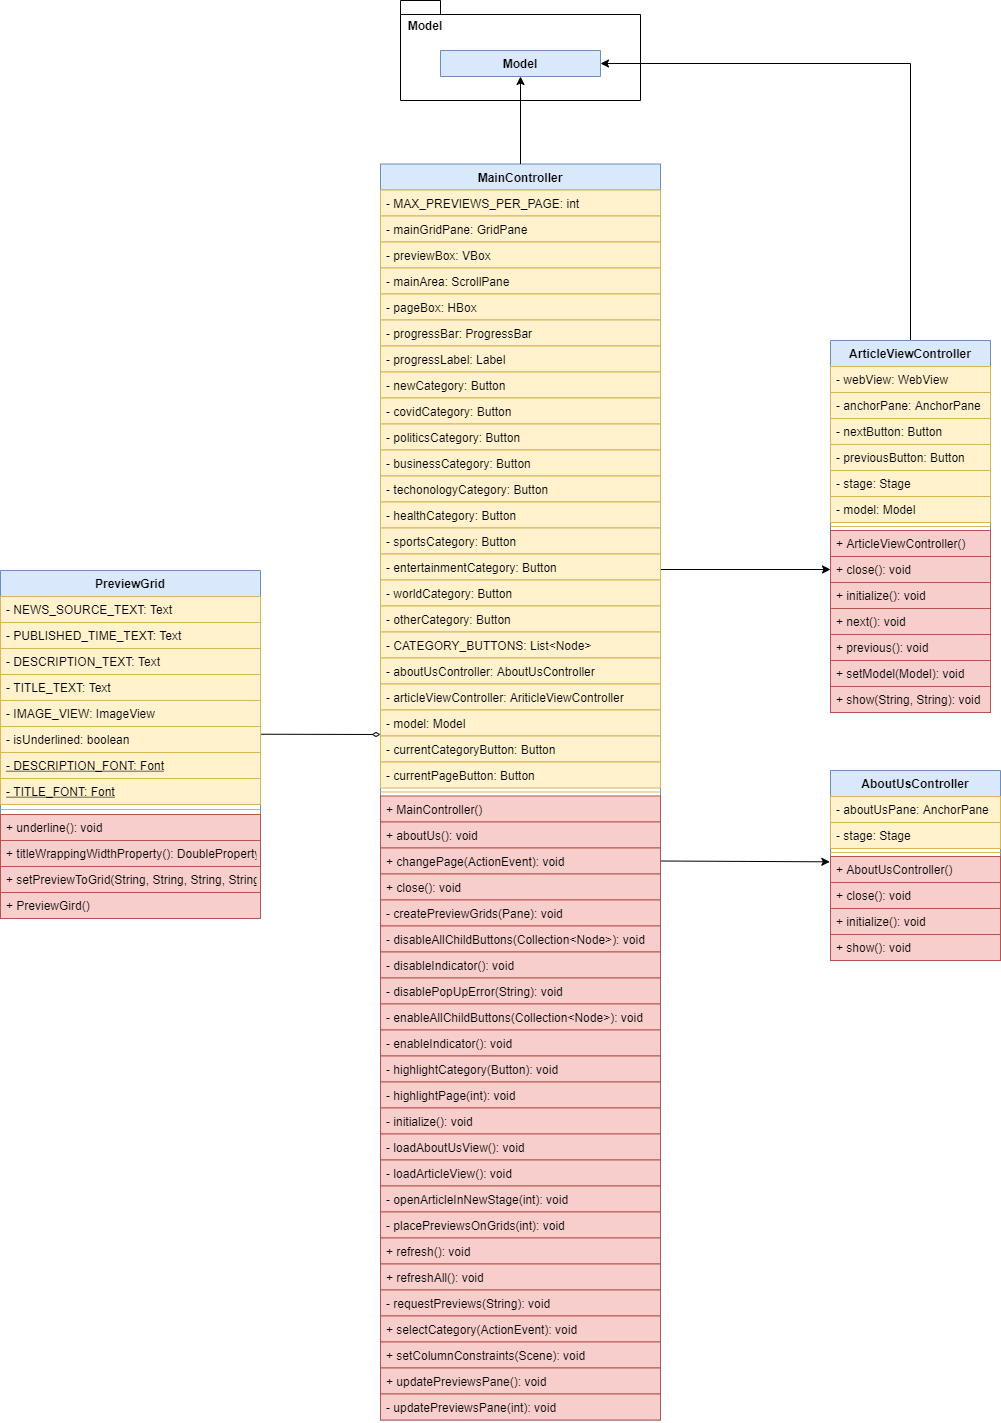 Model
Model
MainController
- MAX_PREVIEWS_PER_PAGE: int
- mainGridPane: GridPane
- previewBox: VBox
- mainArea: ScrollPane
- pageBox: HBox
- progressBar: ProgressBar
- progressLabel: Label
- newCategory: Button
- covidCategory: Button
- politicsCategory: Button
- businessCategory: Button
- techonologyCategory: Button
- healthCategory: Button
- sportsCategory: Button
- entertainmentCategory: Button
- worldCategory: Button
- otherCategory: Button
- CATEGORY_BUTTONS: List<Node>
- aboutUsController: AboutUsController
- articleViewController: AriticleViewController
- model: Model
- currentCategoryButton: Button
- currentPageButton: Button
+ MainController()
+ aboutUs(): void
+ changePage(ActionEvent): void
+ close(): void
- createPreviewGrids(Pane): void
- disableAllChildButtons(Collection<Node>): void
- disableIndicator(): void
- disablePopUpError(String): void
- enableAllChildButtons(Collection<Node>): void
- enableIndicator(): void
- highlightCategory(Button): void
- highlightPage(int): void
- initialize(): void
- loadAboutUsView(): void
- loadArticleView(): void
- openArticleInNewStage(int): void
- placePreviewsOnGrids(int): void
+ refresh(): void
+ refreshAll(): void
- requestPreviews(String): void
+ selectCategory(ActionEvent): void
+ setColumnConstraints(Scene): void
+ updatePreviewsPane(): void
- updatePreviewsPane(int): void
ArticleViewController
- webView: WebView
- anchorPane: AnchorPane
- nextButton: Button
- previousButton: Button
- stage: Stage
- model: Model
+ ArticleViewController()
+ close(): void
+ initialize(): void
+ next(): void
+ previous(): void
+ setModel(Model): void
+ show(String, String): void
PreviewGrid
- NEWS_SOURCE_TEXT: Text
- PUBLISHED_TIME_TEXT: Text
- DESCRIPTION_TEXT: Text
- TITLE_TEXT: Text
- IMAGE_VIEW: ImageView
- isUnderlined: boolean
- DESCRIPTION_FONT: Font
- TITLE_FONT: Font
+ underline(): void
+ titleWrappingWidthProperty(): DoubleProperty
+ setPreviewToGrid(String, String, String, String
+ PreviewGird()
AboutUsController
- aboutUsPane: AnchorPane
- stage: Stage
+ AboutUsController()
+ close(): void
+ initialize(): void
+ show(): void